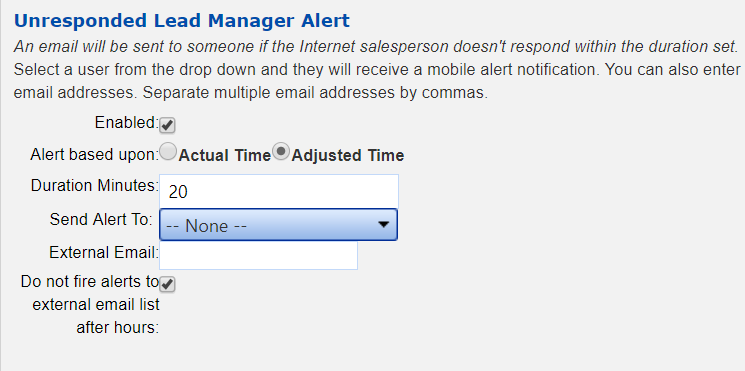 Unresponded Lead Manager Alert
An email will be sent to someone if the Internet salesperson doesn't respond within the duration set.
Select a user from the drop down and they will receive a mobile alert notification. You can also enter
email addresses. Separate multiple email addresses by commas.
Enabled:
Alert based upon: Actual Time Adjusted Time
Duration Minutes: 20
Send Alert To: -- None --
External Email:
Do not fire alerts to
external email list
after hours: